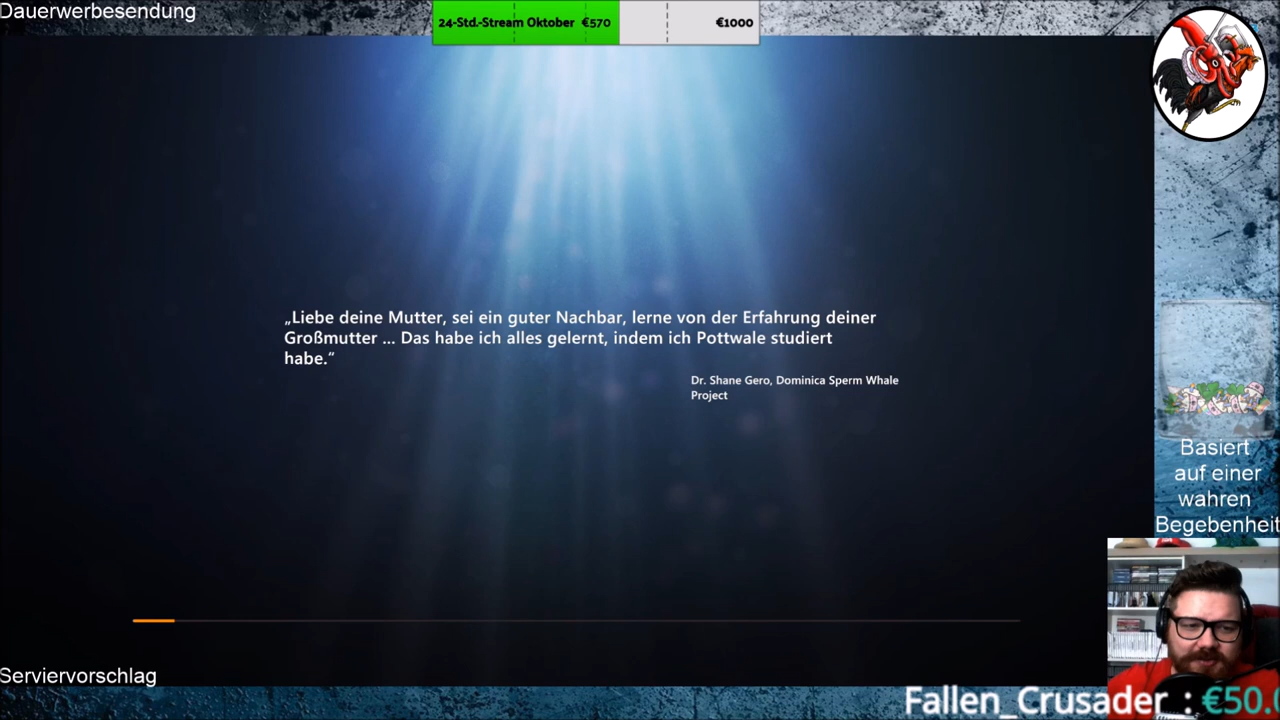 Dauerwerbesendung
24-Std.-Stream Oktober €570 €1000
„Liebe deine Mutter, sei ein guter Nachbar, lerne von der Erfahrung deiner
Großmutter ... Das habe ich alles gelernt, indem ich Pottwale studiert
habe.“
Dr. Shane Gero, Dominica Sperm Whale
Project
Basiert
auf einer
wahren
Begebenheit
Serviervorschlag
Fallen_Crusader : €50.